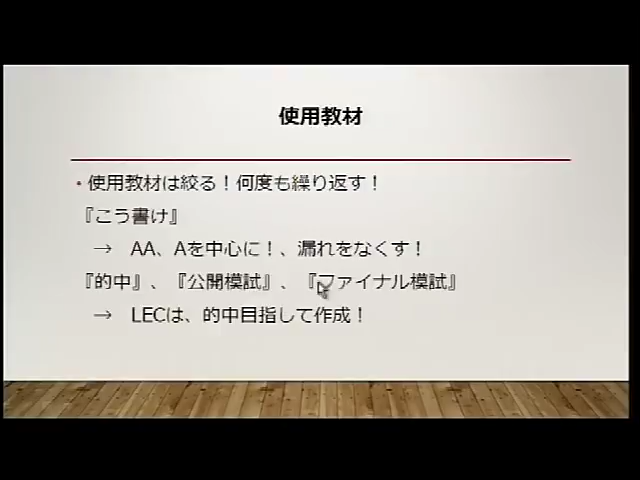 使用教材
• 使用教材は絞る！何度も繰り返す！
『こう書け』
→ AA、Aを中心に！、漏れをなくす！
『的中』、『公開模試』、『ファイナル模試』
→ LECは、的中目指して作成！